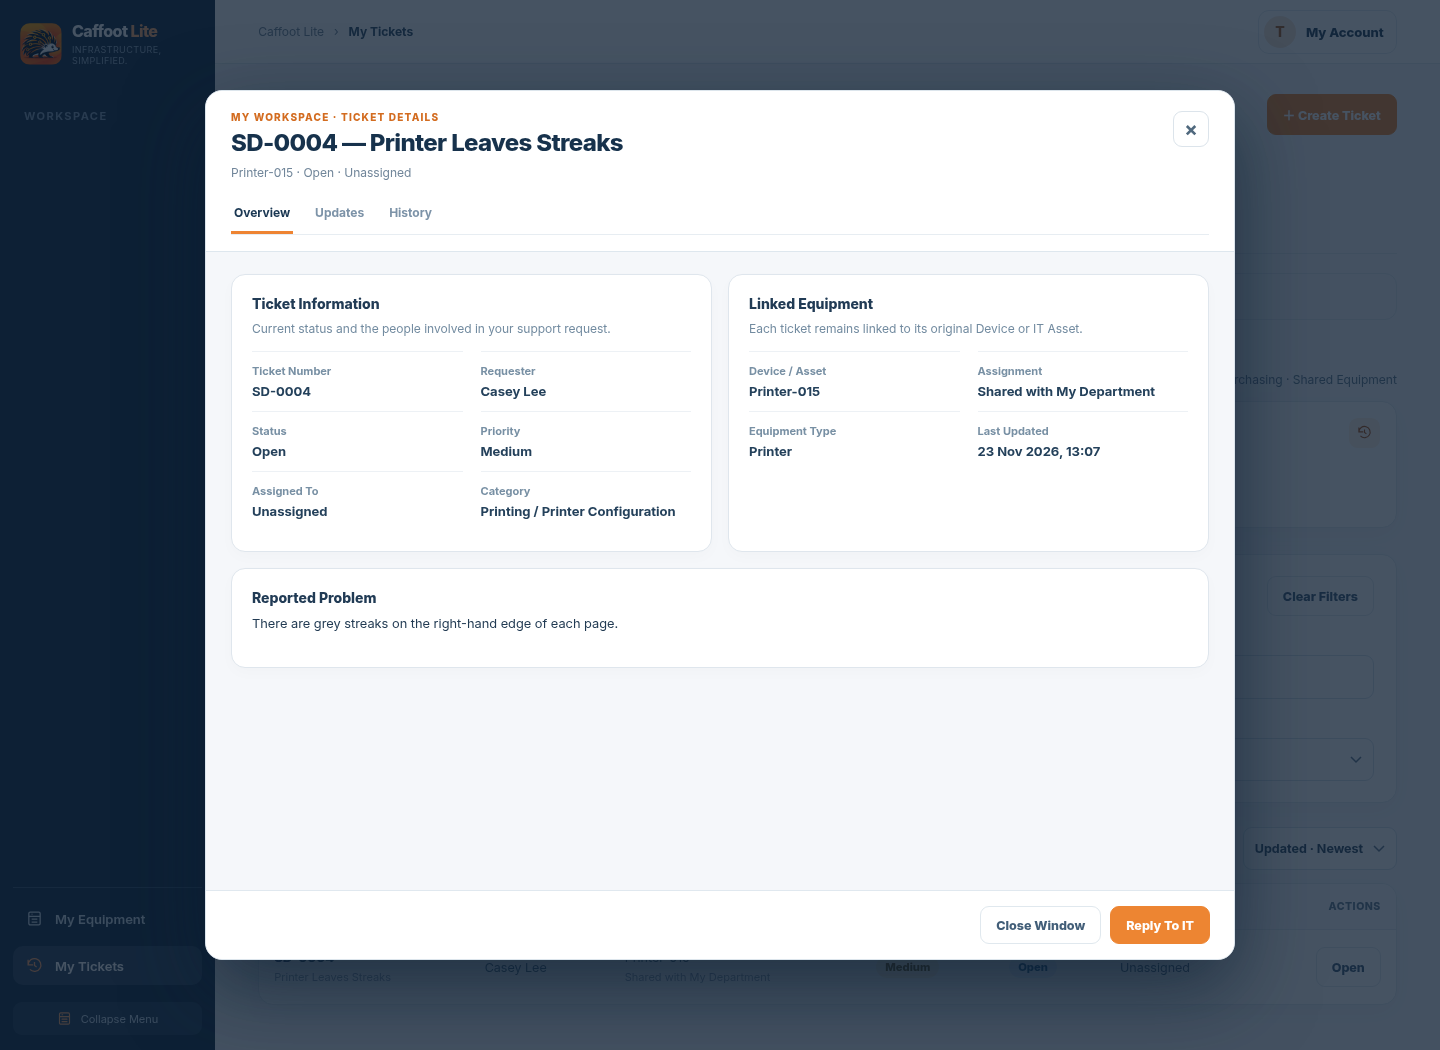 Caffoot Lite
INFRASTRUCTURE,
SIMPLIFIED.
WORKSPACE
My Equipment
My Tickets
Collapse Menu
Caffoot Lite › My Tickets
T My Account
+ Create Ticket
MY WORKSPACE · TICKET DETAILS
SD-0004 — Printer Leaves Streaks
Printer-015 · Open · Unassigned
×
Overview Updates History
Ticket Information
Current status and the people involved in your support request.
Ticket Number Requester
SD-0004 Casey Lee
Status Priority
Open Medium
Assigned To Category
Unassigned Printing / Printer Configuration
Linked Equipment
Each ticket remains linked to its original Device or IT Asset.
Device / Asset Assignment
Printer-015 Shared with My Department
Equipment Type Last Updated
Printer 23 Nov 2026, 13:07
Reported Problem
There are grey streaks on the right-hand edge of each page.
Close Window Reply To IT
· Shared Equipment
Clear Filters
Updated · Newest
ACTIONS
Casey Lee Medium Open Unassigned Open
Printer Leaves Streaks Shared with My Department